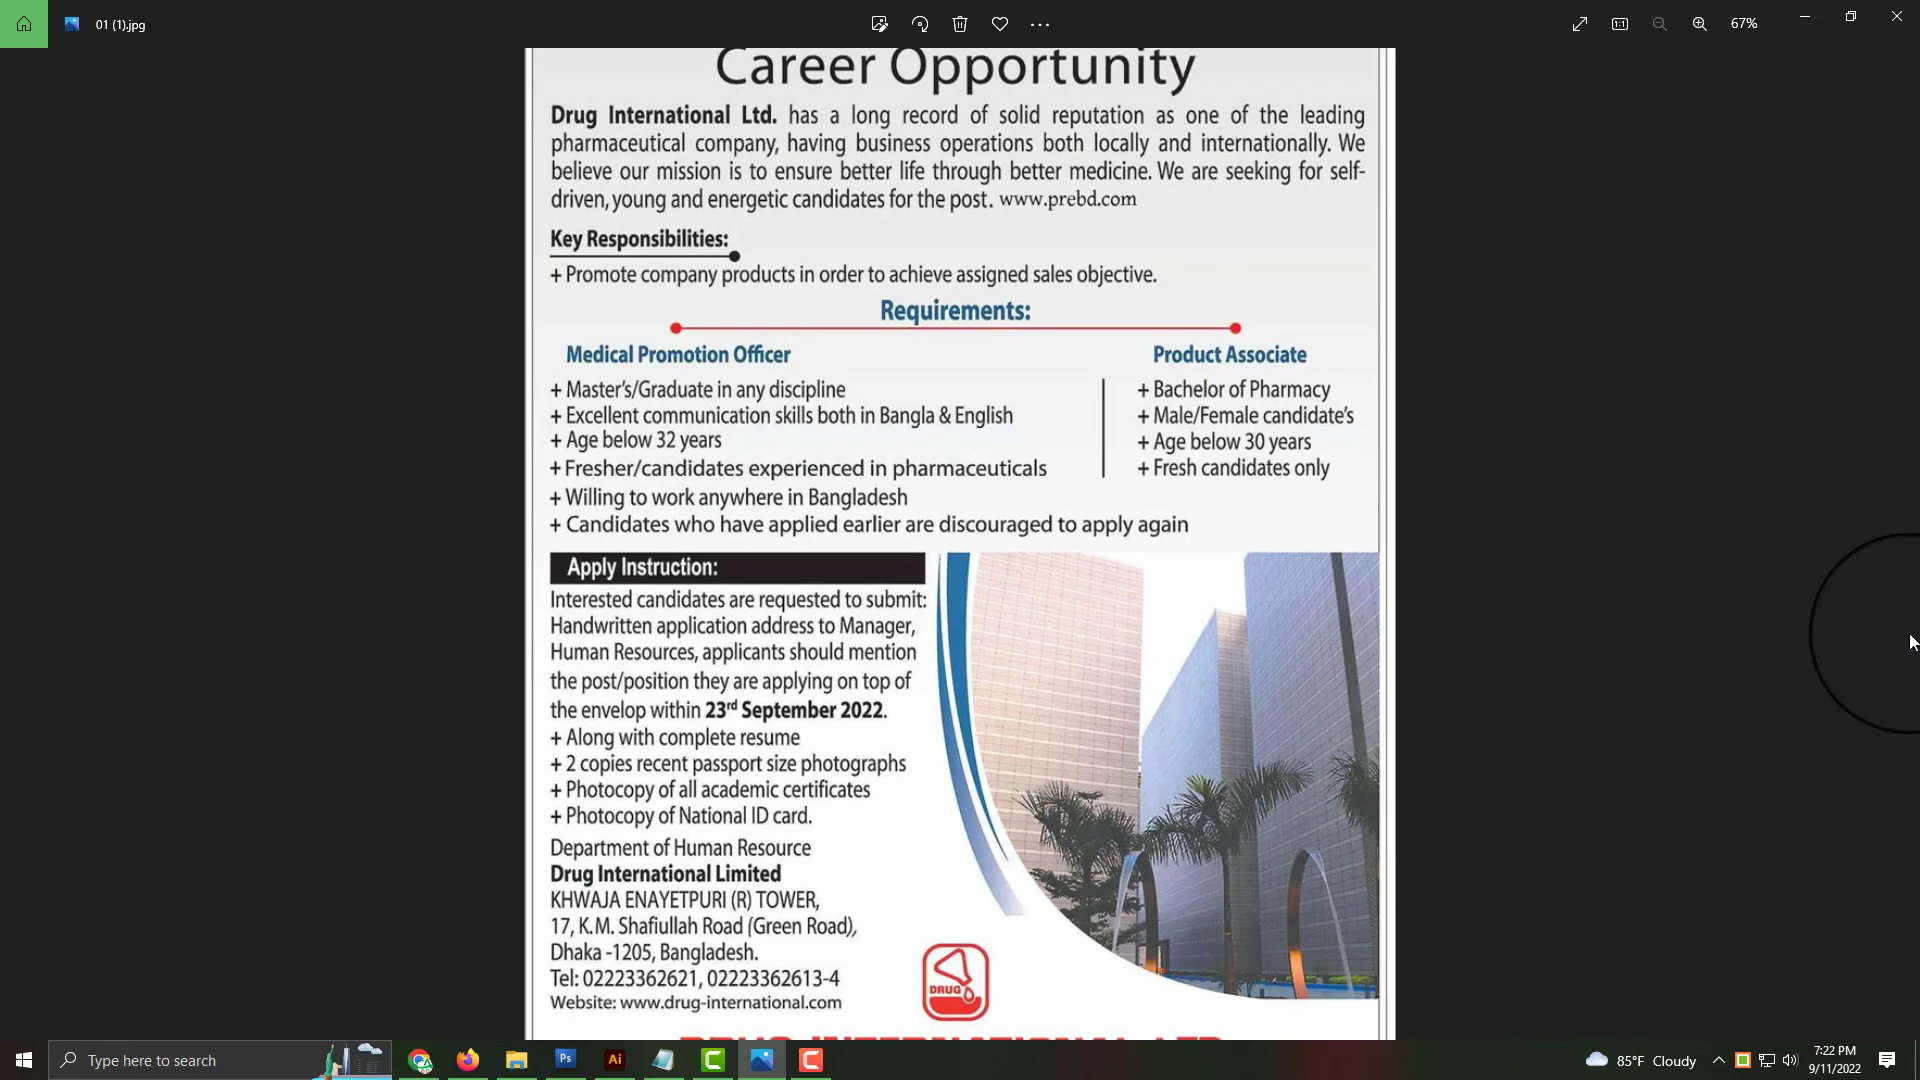 01 (1).jpg
67%
Career Opportunity
Drug International Ltd. has a long record of solid reputation as one of the leading
pharmaceutical company, having business operations both locally and internationally. We
believe our mission is to ensure better life through better medicine. We are seeking for self-
driven, young and energetic candidates for the post. www.prebd.com
Key Responsibilities:
+ Promote company products in order to achieve assigned sales objective.
Requirements:
Medical Promotion Officer
+ Master's/Graduate in any discipline
+ Excellent communication skills both in Bangla & English
+ Age below 32 years
+ Fresher/candidates experienced in pharmaceuticals
+ Willing to work anywhere in Bangladesh
+ Candidates who have applied earlier are discouraged to apply again
Product Associate
+ Bachelor of Pharmacy
+ Male/Female candidate's
+ Age below 30 years
+ Fresh candidates only
Apply Instruction:
Interested candidates are requested to submit:
Handwritten application address to Manager,
Human Resources, applicants should mention
the post/position they are applying on top of
the envelop within 23rd September 2022.
+ Along with complete resume
+ 2 copies recent passport size photographs
+ Photocopy of all academic certificates
+ Photocopy of National ID card.
Department of Human Resource
Drug International Limited
KHWAJA ENAYETPURI (R) TOWER,
17, K.M. Shafiullah Road (Green Road),
Dhaka -1205, Bangladesh.
Tel: 02223362621, 02223362613-4
Website: www.drug-international.com
DRUG
DRUG INTERNATIONAL LTD
Type here to search
Ps
Ai
85°F Cloudy
7:22 PM
9/11/2022